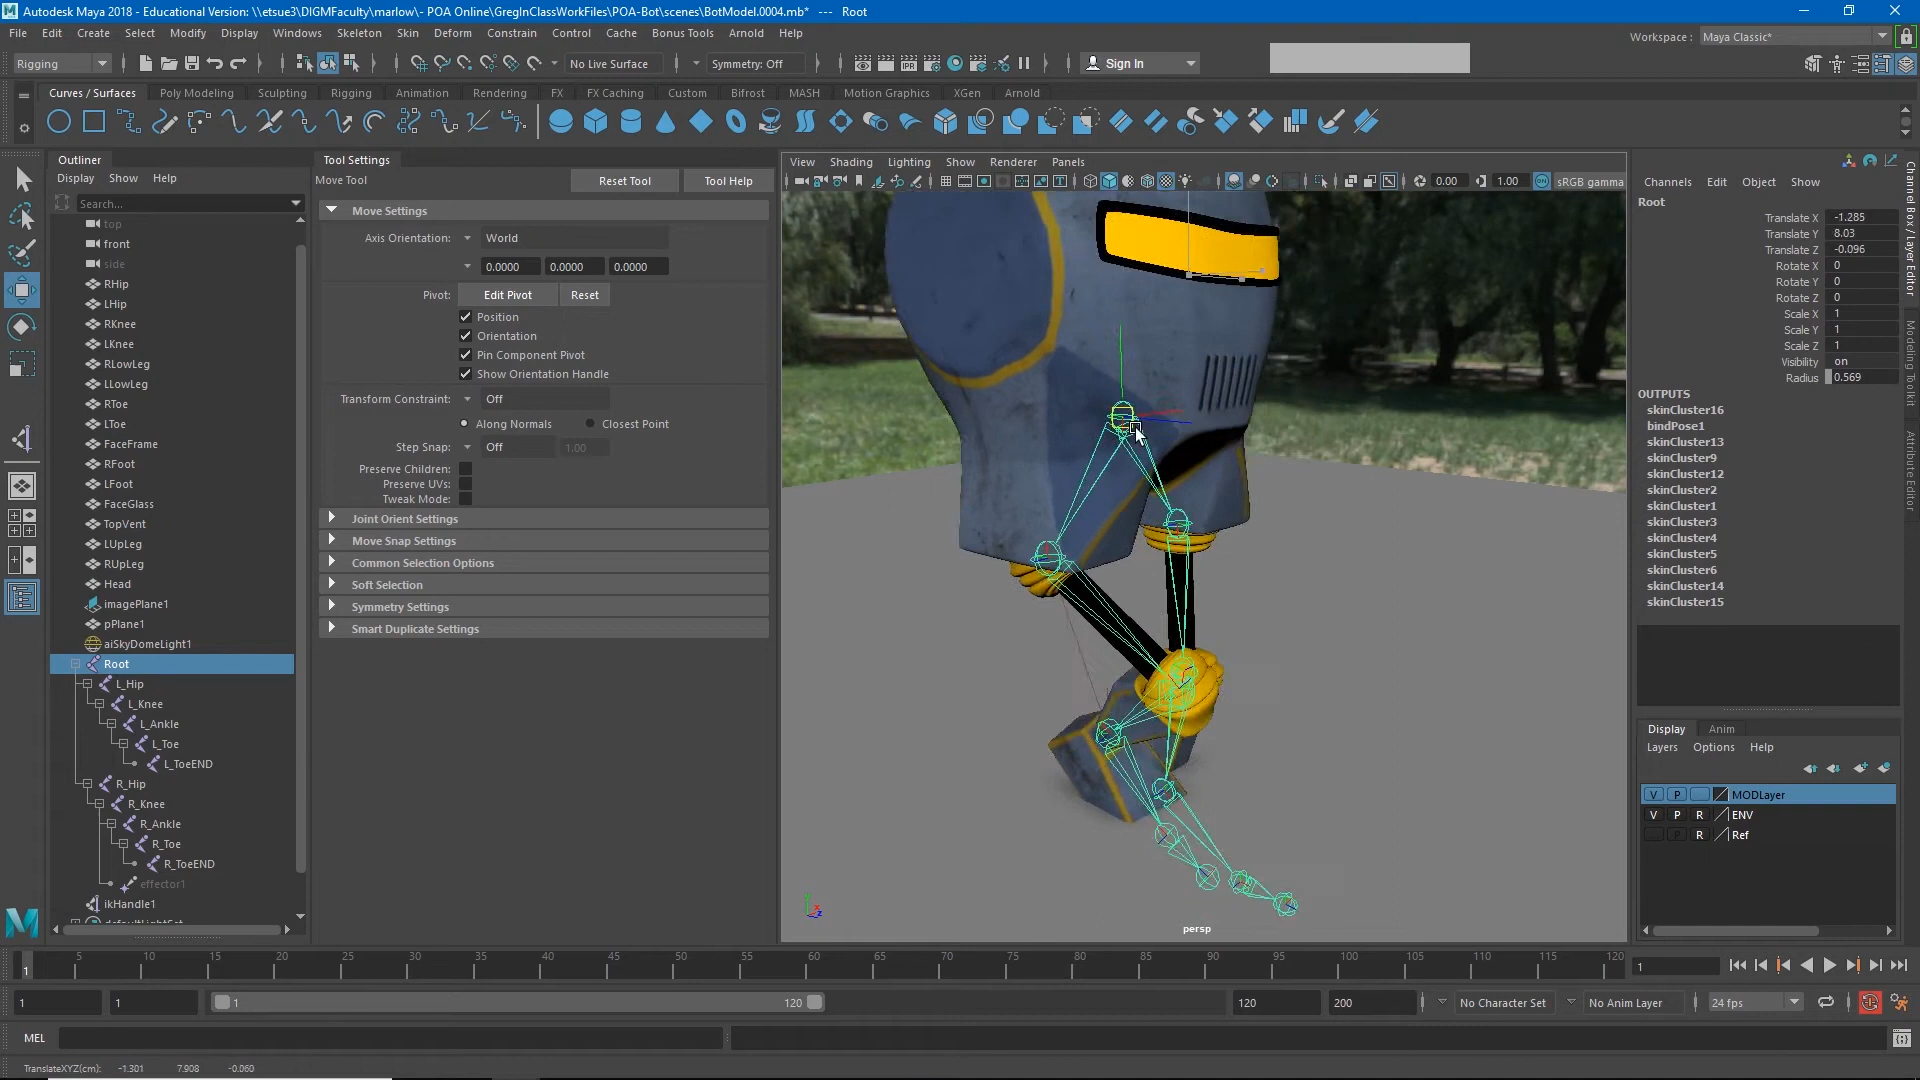 Autodesk Maya 2018 - Educational Version: \\etsue3\DIGMFaculty\marlow\- POA Online\GregInClassWorkFiles\POA-Bot\scenes\BotModel.0004.mb* --- Root
File Edit Create Select Modify Display Windows Skeleton Skin Deform Constrain Control Cache Bonus Tools Arnold Help
Workspace : Maya Classic*
Rigging No Live Surface Symmetry: Off Sign In
Curves / Surfaces Poly Modeling Sculpting Rigging Animation Rendering FX FX Caching Custom Bifrost MASH Motion Graphics XGen Arnold
Outliner
Display Show Help
Search...
top
front
side
RHip
LHip
RKnee
LKnee
RLowLeg
LLowLeg
RToe
LToe
FaceFrame
RFoot
LFoot
FaceGlass
TopVent
LUpLeg
RUpLeg
Head
imagePlane1
pPlane1
aiSkyDomeLight1
Root
L_Hip
L_Knee
L_Ankle
L_Toe
L_ToeEND
R_Hip
R_Knee
R_Ankle
R_Toe
R_ToeEND
effector1
ikHandle1
defaultLightSet
Tool Settings
Move Tool Reset Tool Tool Help
Move Settings
Axis Orientation: World
0.0000 0.0000 0.0000
Pivot: Edit Pivot Reset
Position
Orientation
Pin Component Pivot
Show Orientation Handle
Transform Constraint: Off
Along Normals Closest Point
Step Snap: Off 1.00
Preserve Children:
Preserve UVs:
Tweak Mode:
Joint Orient Settings
Move Snap Settings
Common Selection Options
Soft Selection
Symmetry Settings
Smart Duplicate Settings
View Shading Lighting Show Renderer Panels
0.00 1.00 ON sRGB gamma
persp
Channels Edit Object Show
Root
Translate X -1.285
Translate Y 8.03
Translate Z -0.096
Rotate X 0
Rotate Y 0
Rotate Z 0
Scale X 1
Scale Y 1
Scale Z 1
Visibility on
Radius 0.569
OUTPUTS
skinCluster16
bindPose1
skinCluster13
skinCluster9
skinCluster12
skinCluster2
skinCluster1
skinCluster3
skinCluster4
skinCluster5
skinCluster6
skinCluster14
skinCluster15
Display Anim
Layers Options Help
V P MODLayer
V P R ENV
P R Ref
Channel Box / Layer Editor
Modeling Toolkit
Attribute Editor
5 10 15 20 25 30 35 40 45 50 55 60 65 70 75 80 85 90 95 100 105 110 115 120
1 1
1 1 1 120 120 200 No Character Set No Anim Layer 24 fps
MEL
TranslateXYZ(cm): -1.301 7.908 -0.060